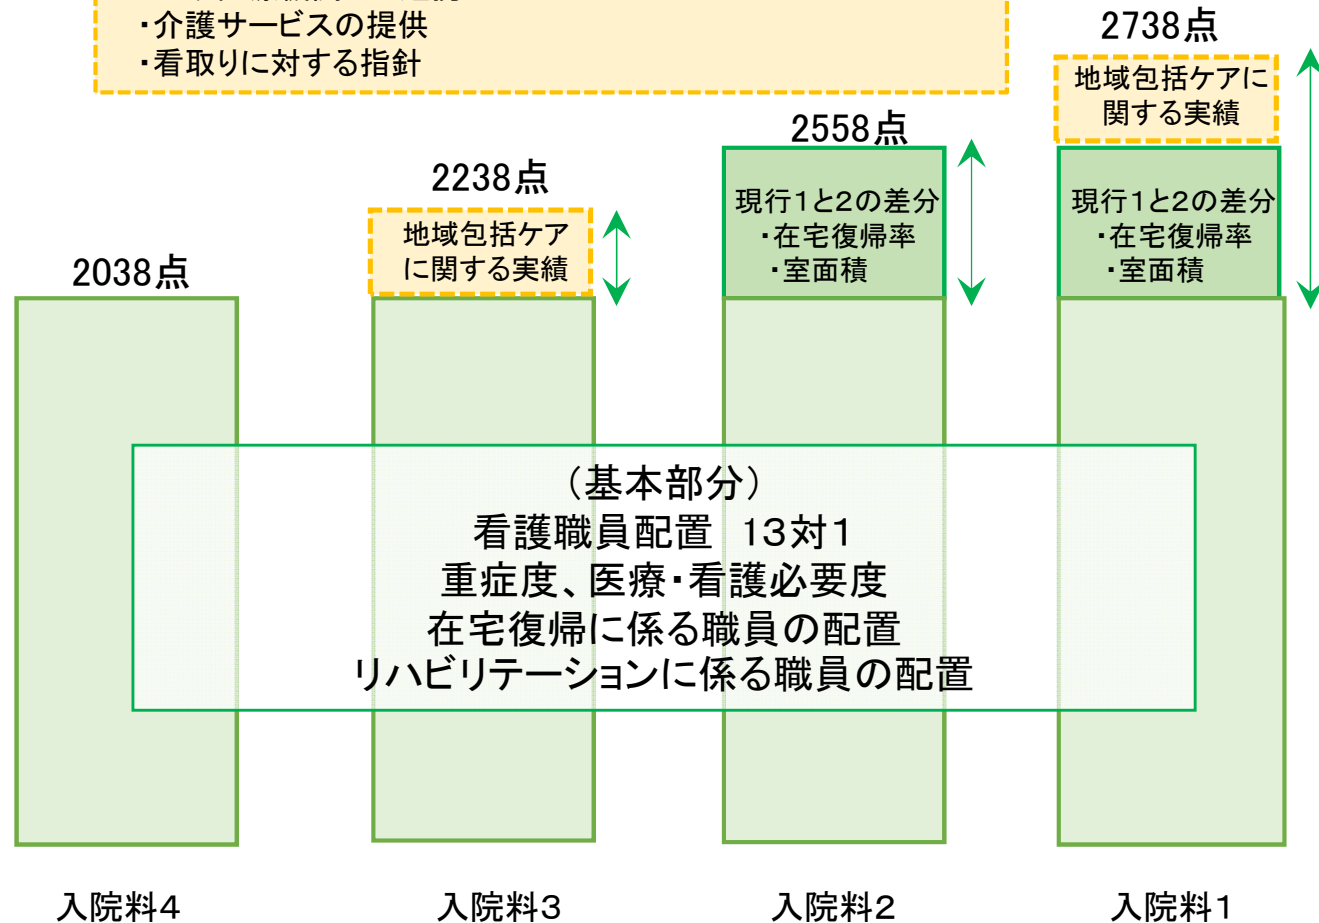 ・介護サービスの提供
・看取りに対する指針
2738点
地域包括ケアに
関する実績
2558点
現行1と2の差分
・在宅復帰率
・室面積
現行1と2の差分
・在宅復帰率
・室面積
2238点
地域包括ケア
に関する実績
2038点
（基本部分）
看護職員配置　13対1
重症度、医療・看護必要度
在宅復帰に係る職員の配置
リハビリテーションに係る職員の配置
入院料4
入院料3
入院料2
入院料1